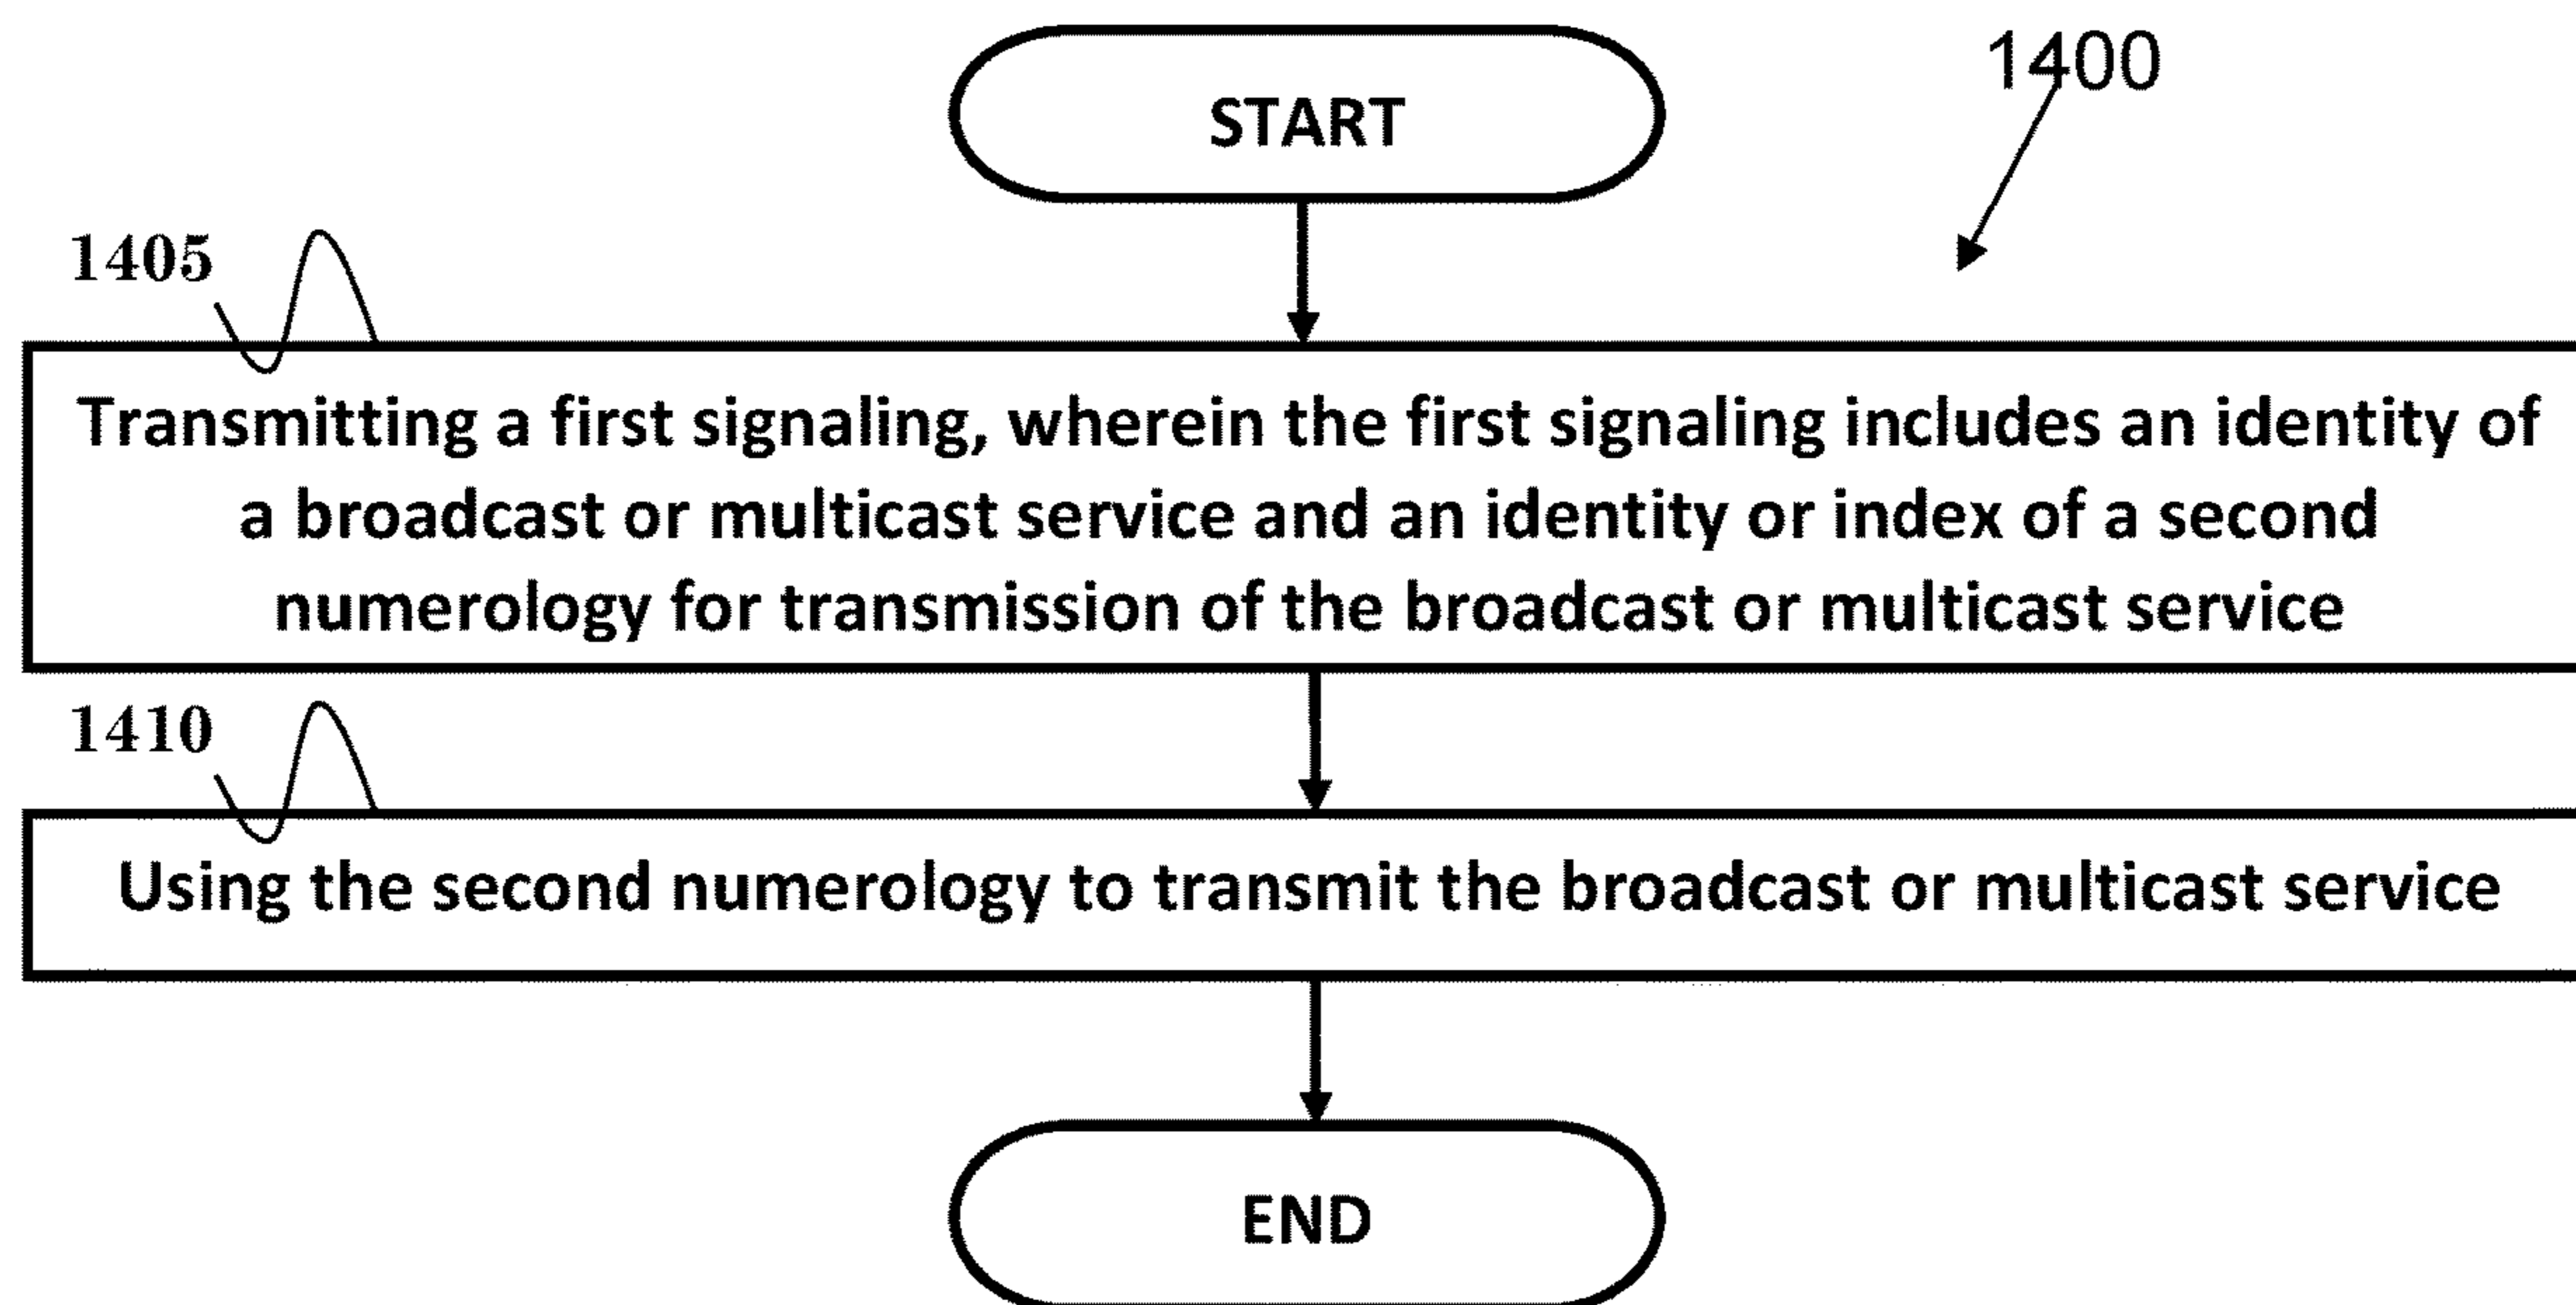 START
1400
1405
Transmitting a first signaling, wherein the first signaling includes an identity of
a broadcast or multicast service and an identity or index of a second
numerology for transmission of the broadcast or multicast service
1410
Using the second numerology to transmit the broadcast or multicast service
END